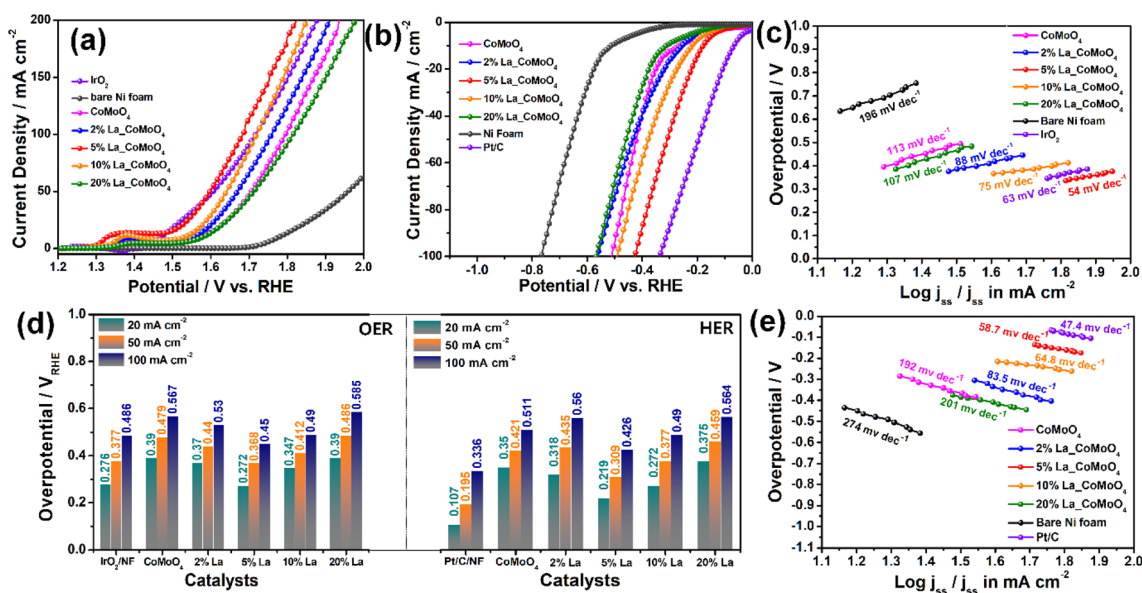 (a)
200
150
100
50
0
Current Density / mA cm-2
IrO2
bare Ni foam
CoMoO4
2% La_CoMoO4
5% La_CoMoO4
10% La_CoMoO4
20% La_CoMoO4
1.2 1.3 1.4 1.5 1.6 1.7 1.8 1.9 2.0
Potential / V vs. RHE
(b)
0
-20
-40
-60
-80
-100
Current Density mA / cm-2
CoMoO4
2% La_CoMoO4
5% La_CoMoO4
10% La_CoMoO4
20% La_CoMoO4
Ni Foam
Pt/C
-1.0 -0.8 -0.6 -0.4 -0.2 0.0
Potential / V vs. RHE
(c)
1.0
0.9
0.8
0.7
0.6
0.5
0.4
0.3
0.2
0.1
0.0
Overpotential / V
CoMoO4
2% La_CoMoO4
5% La_CoMoO4
10% La_CoMoO4
20% La_CoMoO4
Bare Ni foam
IrO2
196 mV dec-1
113 mV dec-1
107 mV dec-1
88 mV dec-1
75 mV dec-1
63 mV dec-1
54 mV dec-1
1.1 1.2 1.3 1.4 1.5 1.6 1.7 1.8 1.9 2.0
Log jss / jss in mA cm-2
(d)
1.0
0.8
0.6
0.4
0.2
0.0
Overpotential / VRHE
20 mA cm-2
50 mA cm-2
100 mA cm-2
OER
0.276 0.377 0.486
0.39 0.479 0.567
0.37 0.44 0.53
0.272 0.368 0.45
0.347 0.412 0.49
0.39 0.486 0.585
IrO2/NF CoMoO4 2% La 5% La 10% La 20% La
Catalysts
20 mA cm-2
50 mA cm-2
100 mA cm-2
HER
0.107 0.195 0.336
0.35 0.421 0.511
0.318 0.435 0.56
0.219 0.309 0.426
0.272 0.377 0.49
0.375 0.459 0.564
Pt/C/NF CoMoO4 2% La 5% La 10% La 20% La
Catalysts
(e)
0.0
-0.1
-0.2
-0.3
-0.4
-0.5
-0.6
-0.7
-0.8
-0.9
-1.0
-1.1
Overpotential / V
47.4 mv dec-1
58.7 mv dec-1
64.8 mv dec-1
192 mv dec-1
83.5 mv dec-1
201 mv dec-1
274 mv dec-1
CoMoO4
2% La_CoMoO4
5% La_CoMoO4
10% La_CoMoO4
20% La_CoMoO4
Bare Ni foam
Pt/C
1.1 1.2 1.3 1.4 1.5 1.6 1.7 1.8 1.9 2.0
Log jss / jss in mA cm-2